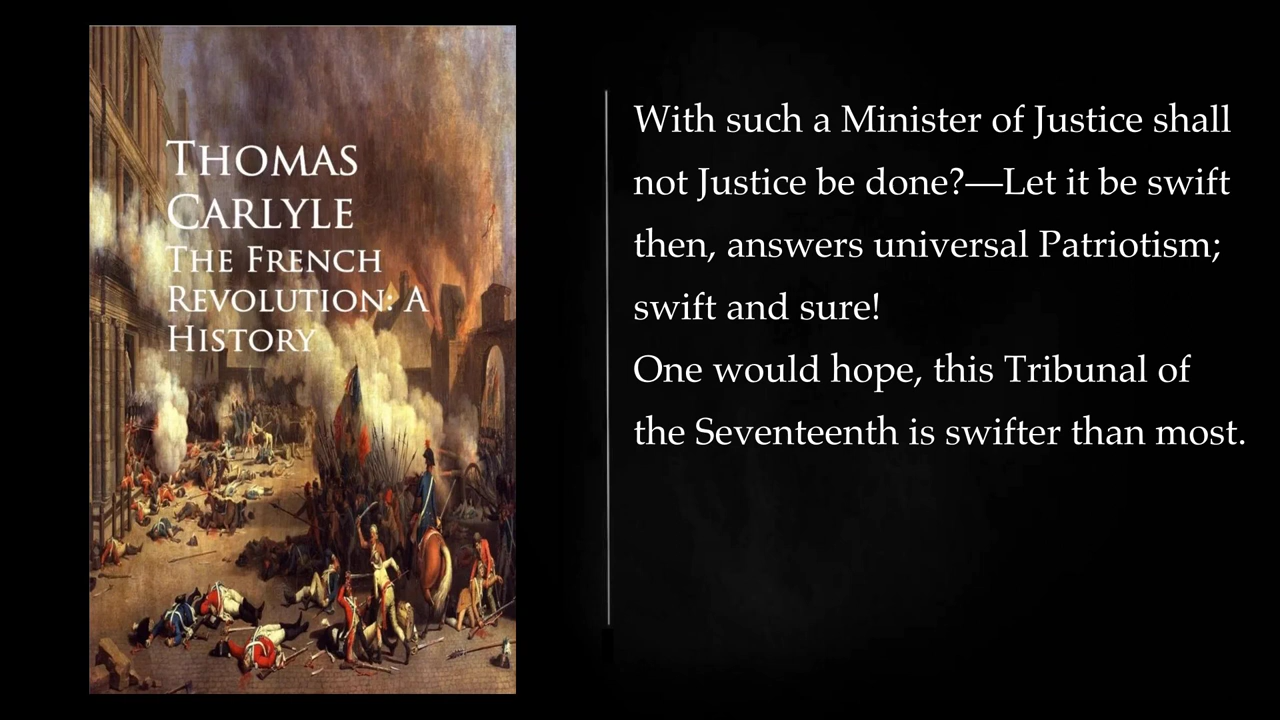 THOMAS
CARLYLE
THE FRENCH
REVOLUTION: A
HISTORY
With such a Minister of Justice shall
not Justice be done?—Let it be swift
then, answers universal Patriotism;
swift and sure!
One would hope, this Tribunal of
the Seventeenth is swifter than most.